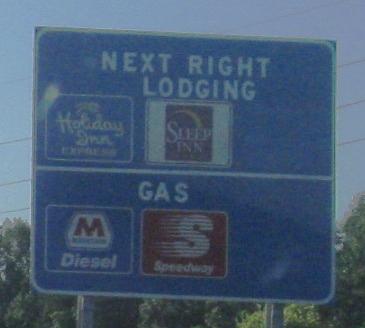 NEXT RIGHT
LODGING
Holiday
Inn
EXPRESS
SLEEP
INN
GAS
M
Diesel
S
Speedway